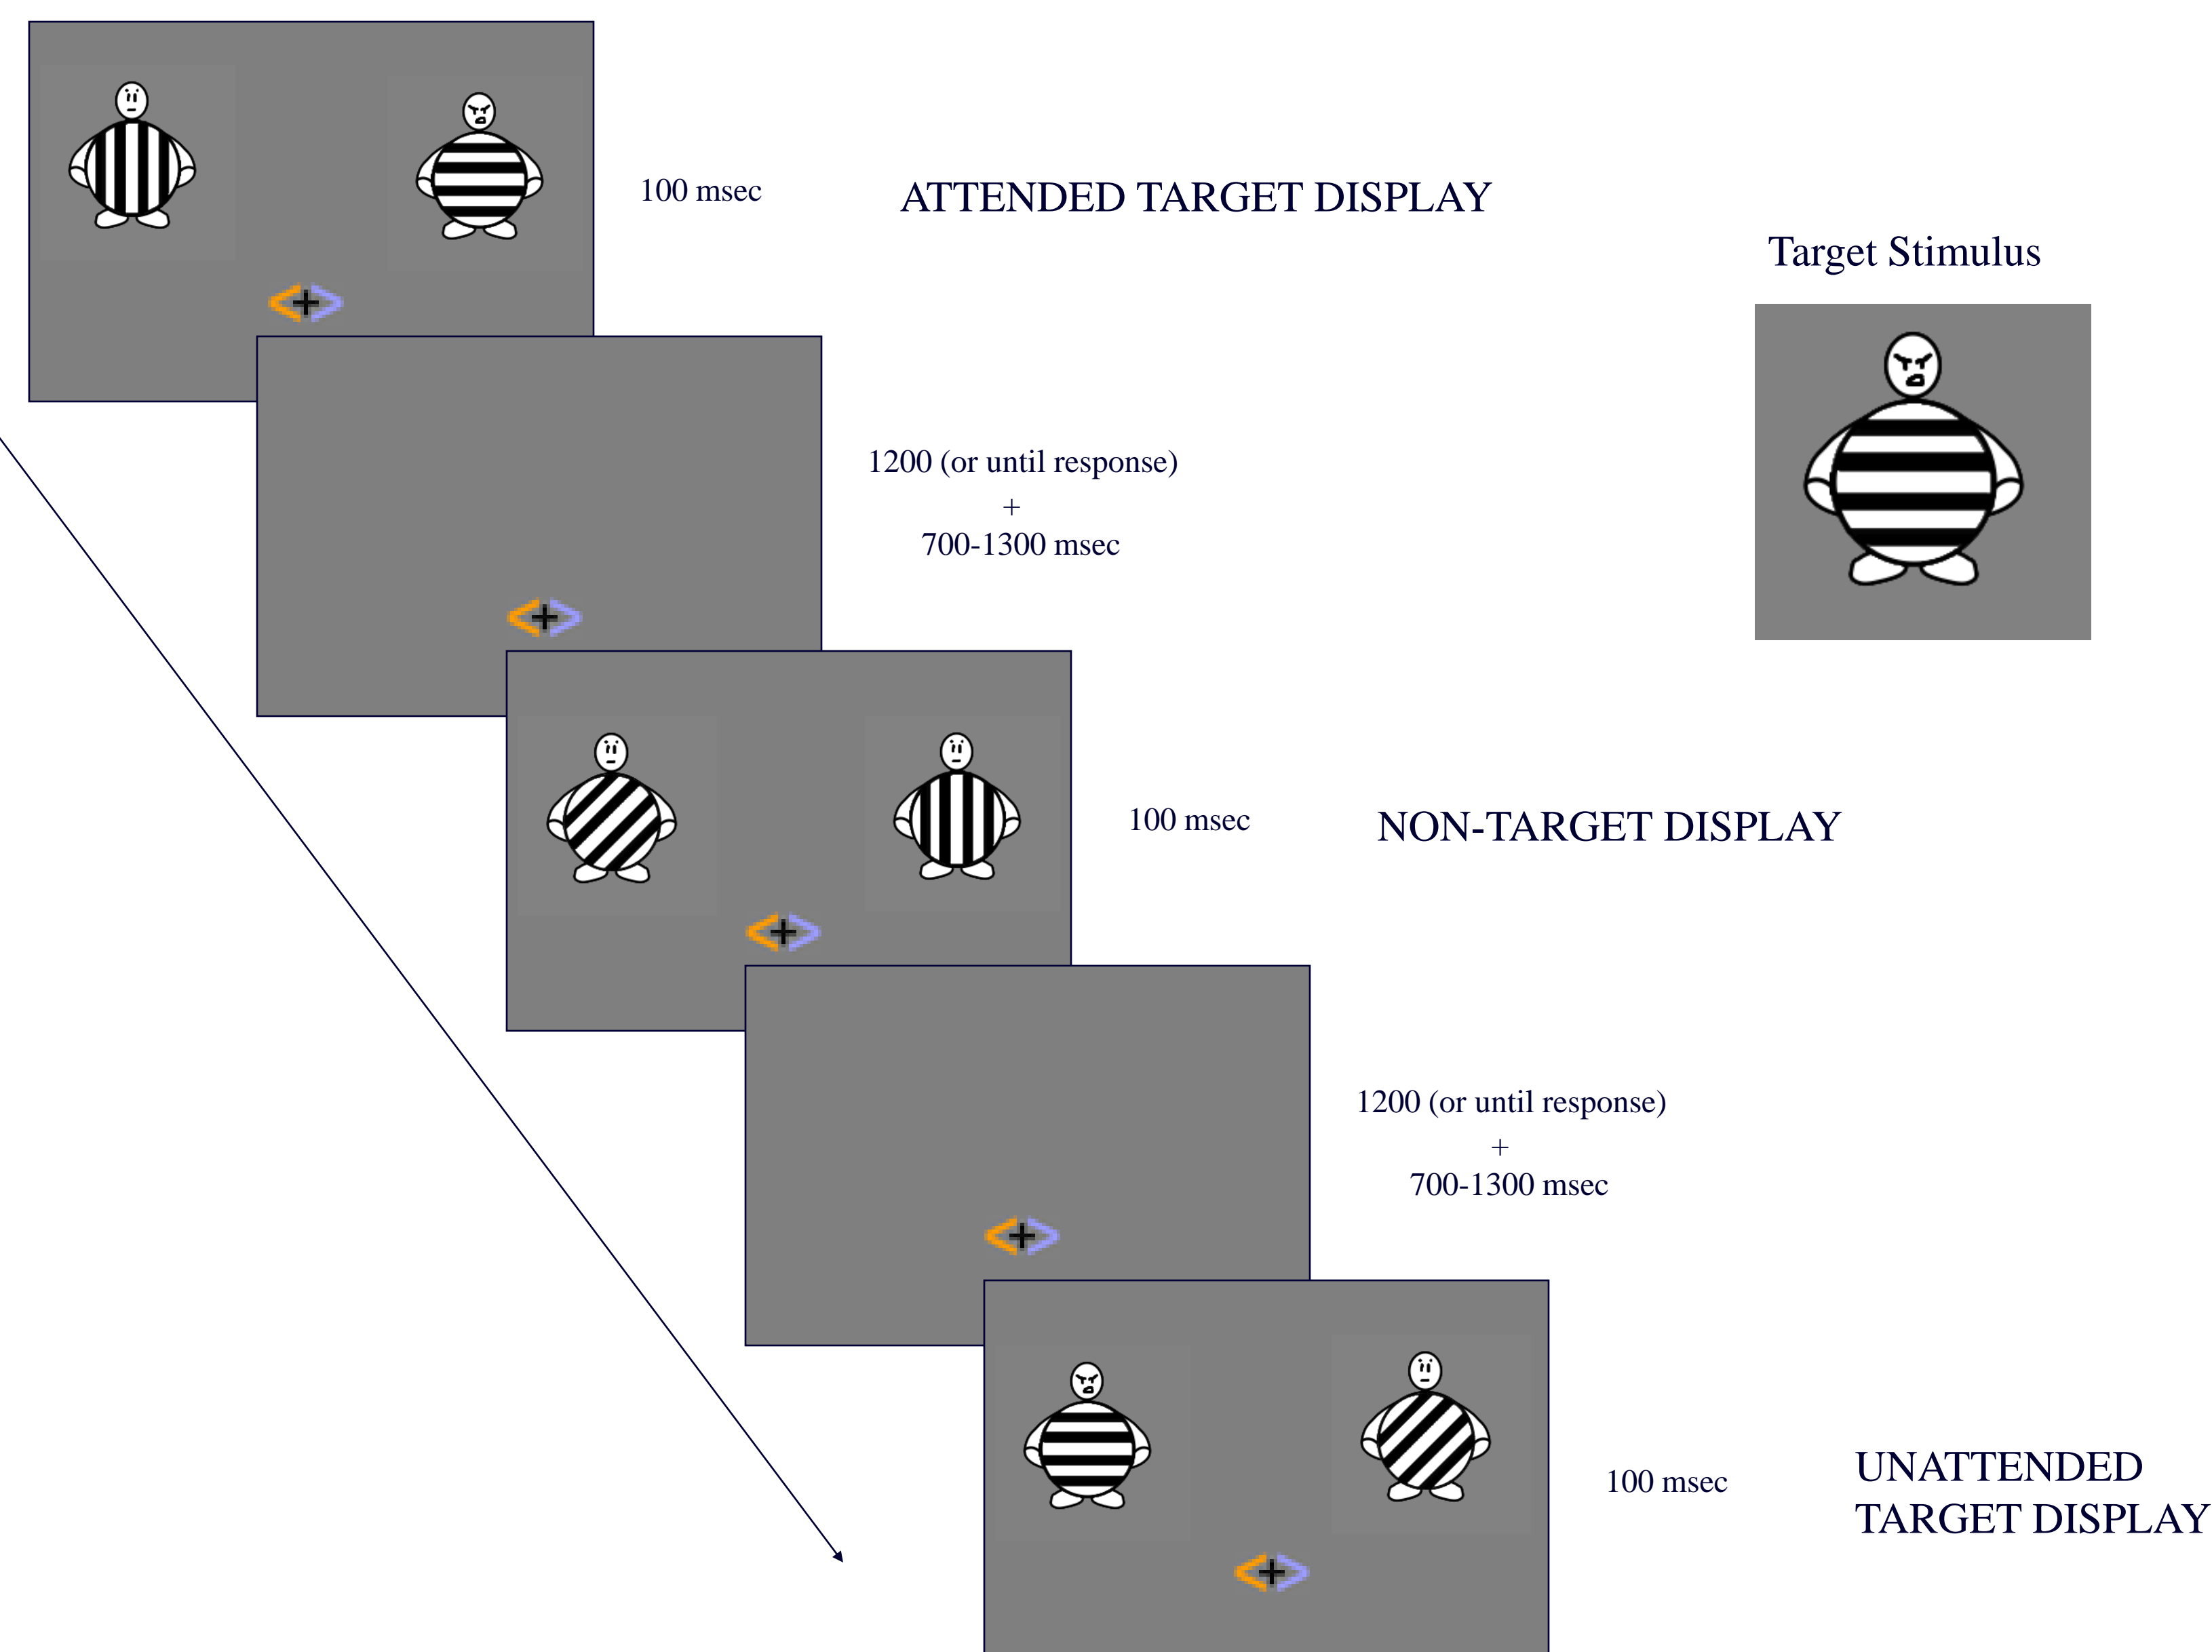 100 msec
ATTENDED TARGET DISPLAY
Target Stimulus
1200 (or until response)
+
700-1300 msec
100 msec
NON-TARGET DISPLAY
1200 (or until response)
+
700-1300 msec
100 msec
UNATTENDED
TARGET DISPLAY